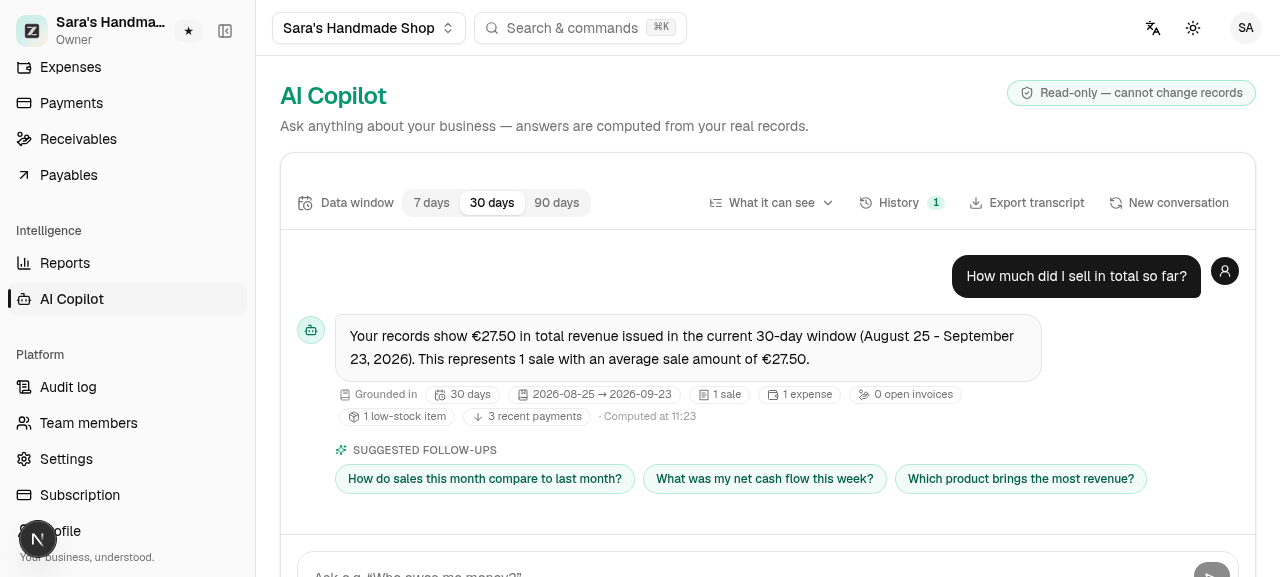 Sara's Handma...
Owner
Expenses
Payments
Receivables
Payables
Intelligence
Reports
AI Copilot
Platform
Audit log
Team members
Settings
Subscription
ofile
N
Your business, understood.
Sara's Handmade Shop
Search & commands
⌘K
SA
AI Copilot
Read-only — cannot change records
Ask anything about your business — answers are computed from your real records.
Data window
7 days
30 days
90 days
What it can see
History 1
Export transcript
New conversation
How much did I sell in total so far?
Your records show €27.50 in total revenue issued in the current 30-day window (August 25 - September
23, 2026). This represents 1 sale with an average sale amount of €27.50.
Grounded in 30 days 2026-08-25 → 2026-09-23 1 sale 1 expense 0 open invoices
1 low-stock item 3 recent payments · Computed at 11:23
SUGGESTED FOLLOW-UPS
How do sales this month compare to last month?
What was my net cash flow this week?
Which product brings the most revenue?
Ask e.g. “Who owes me money?”